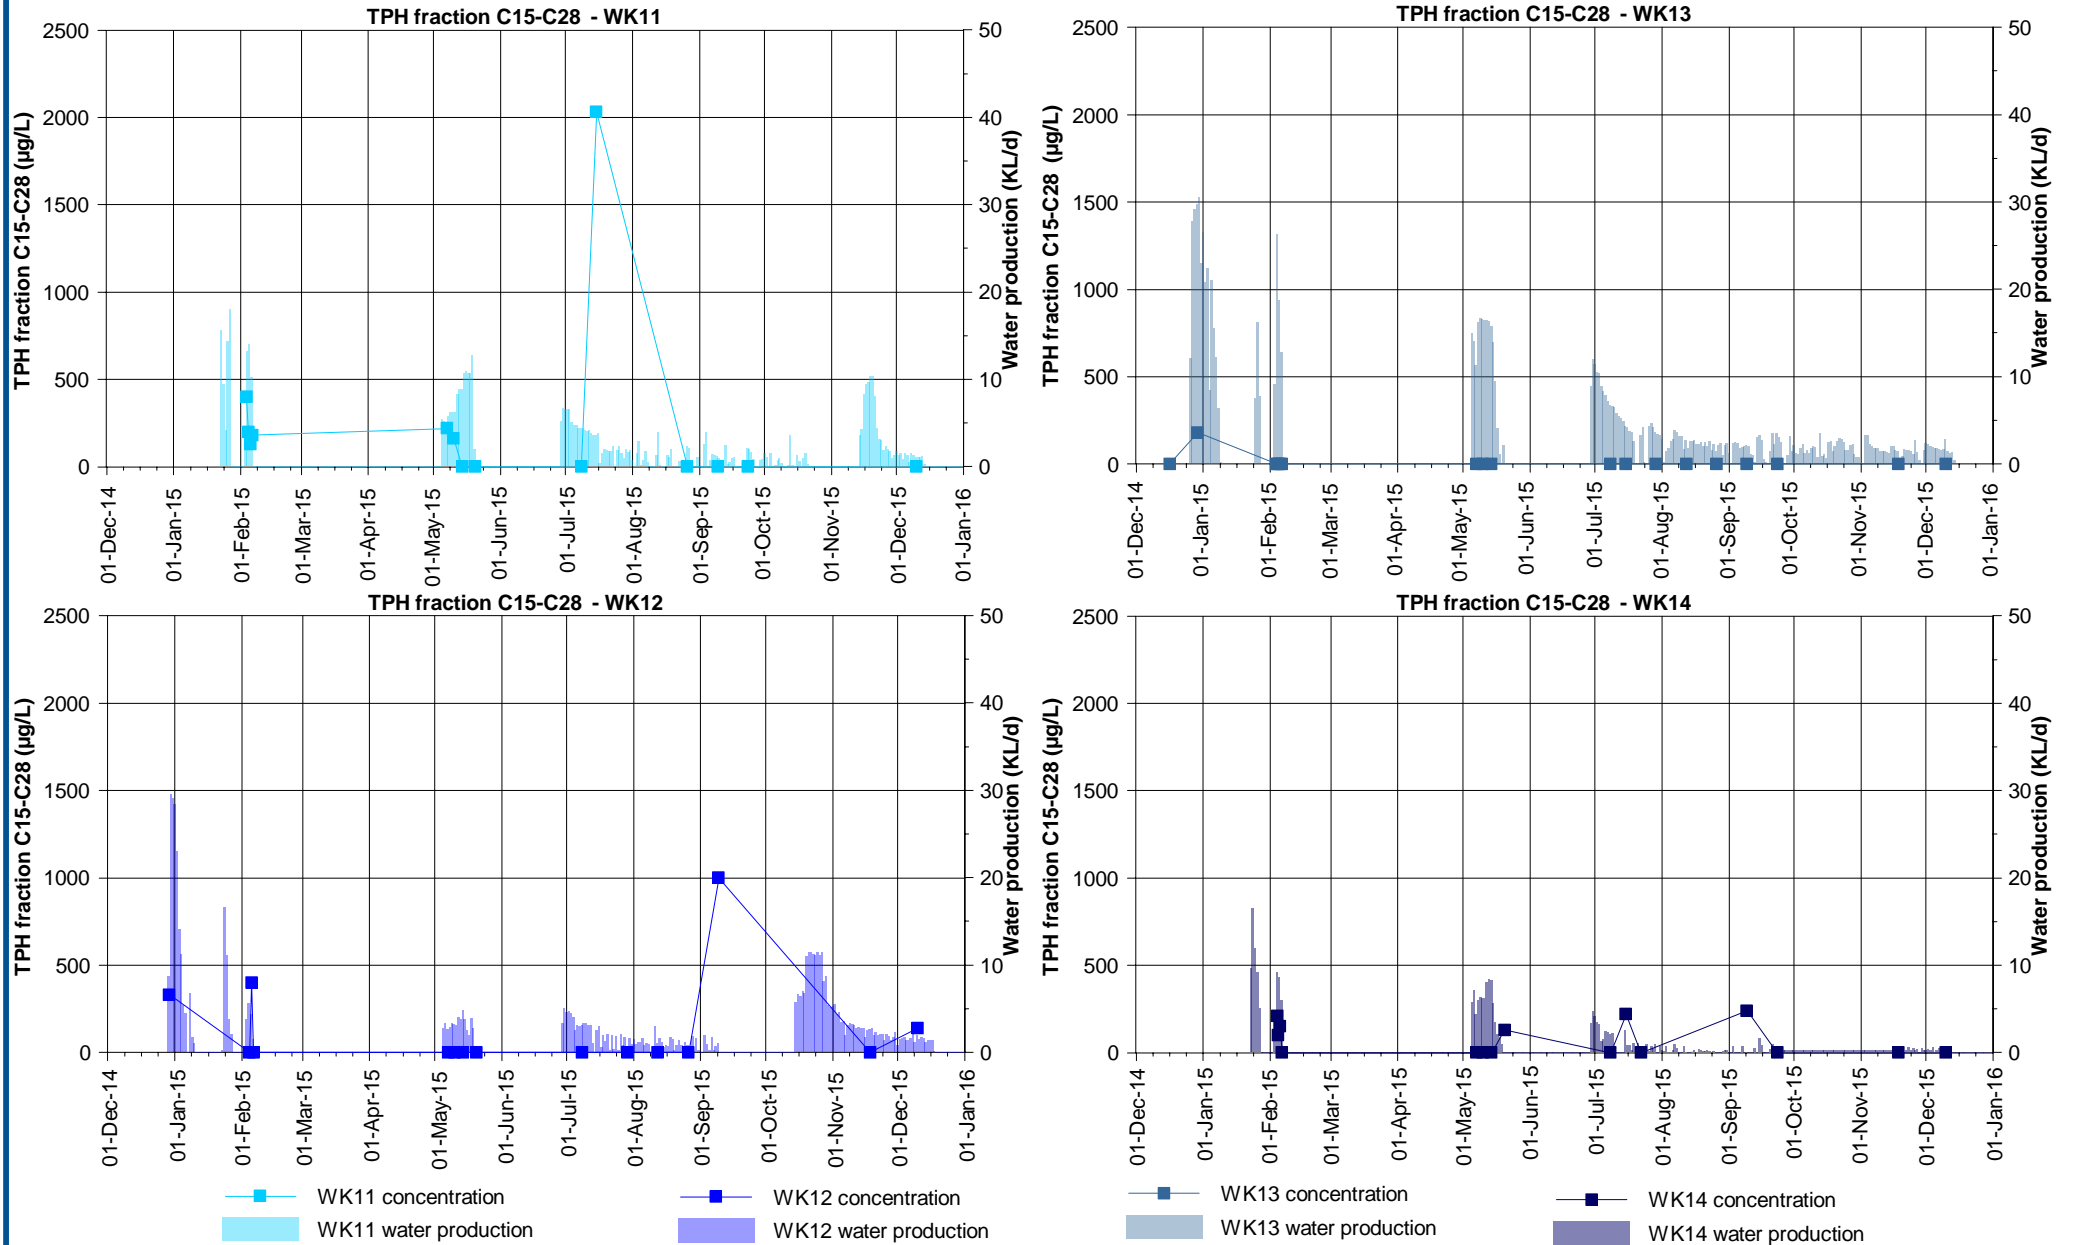 TPH fraction C15-C28 - WK11
TPH fraction C15-C28 (µg/L)
2500
2000
1500
1000
500
0
50
40
30
20
10
0
Water production (KL/d)
01-Dec-14
01-Jan-15
01-Feb-15
01-Mar-15
01-Apr-15
01-May-15
01-Jun-15
01-Jul-15
01-Aug-15
01-Sep-15
01-Oct-15
01-Nov-15
01-Dec-15
01-Jan-16
TPH fraction C15-C28 - WK13
TPH fraction C15-C28 (µg/L)
2500
2000
1500
1000
500
0
50
40
30
20
10
0
Water production (KL/d)
01-Dec-14
01-Jan-15
01-Feb-15
01-Mar-15
01-Apr-15
01-May-15
01-Jun-15
01-Jul-15
01-Aug-15
01-Sep-15
01-Oct-15
01-Nov-15
01-Dec-15
01-Jan-16
TPH fraction C15-C28 - WK12
TPH fraction C15-C28 (µg/L)
2500
2000
1500
1000
500
0
50
40
30
20
10
0
Water production (KL/d)
01-Dec-14
01-Jan-15
01-Feb-15
01-Mar-15
01-Apr-15
01-May-15
01-Jun-15
01-Jul-15
01-Aug-15
01-Sep-15
01-Oct-15
01-Nov-15
01-Dec-15
01-Jan-16
TPH fraction C15-C28 - WK14
TPH fraction C15-C28 (µg/L)
2500
2000
1500
1000
500
0
50
40
30
20
10
0
Water production (KL/d)
01-Dec-14
01-Jan-15
01-Feb-15
01-Mar-15
01-Apr-15
01-May-15
01-Jun-15
01-Jul-15
01-Aug-15
01-Sep-15
01-Oct-15
01-Nov-15
01-Dec-15
01-Jan-16
WK11 concentration
WK11 water production
WK12 concentration
WK12 water production
WK13 concentration
WK13 water production
WK14 concentration
WK14 water production